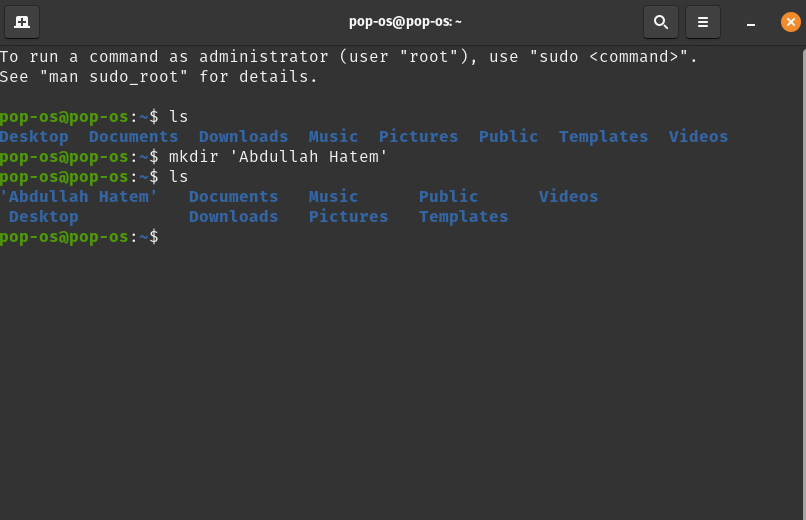 pop-os@pop-os: ~
To run a command as administrator (user "root"), use "sudo <command>".
See "man sudo_root" for details.
pop-os@pop-os:~$ ls
Desktop  Documents  Downloads  Music  Pictures  Public  Templates  Videos
pop-os@pop-os:~$ mkdir 'Abdullah Hatem'
pop-os@pop-os:~$ ls
'Abdullah Hatem'   Documents   Music      Public      Videos
 Desktop           Downloads   Pictures   Templates
pop-os@pop-os:~$